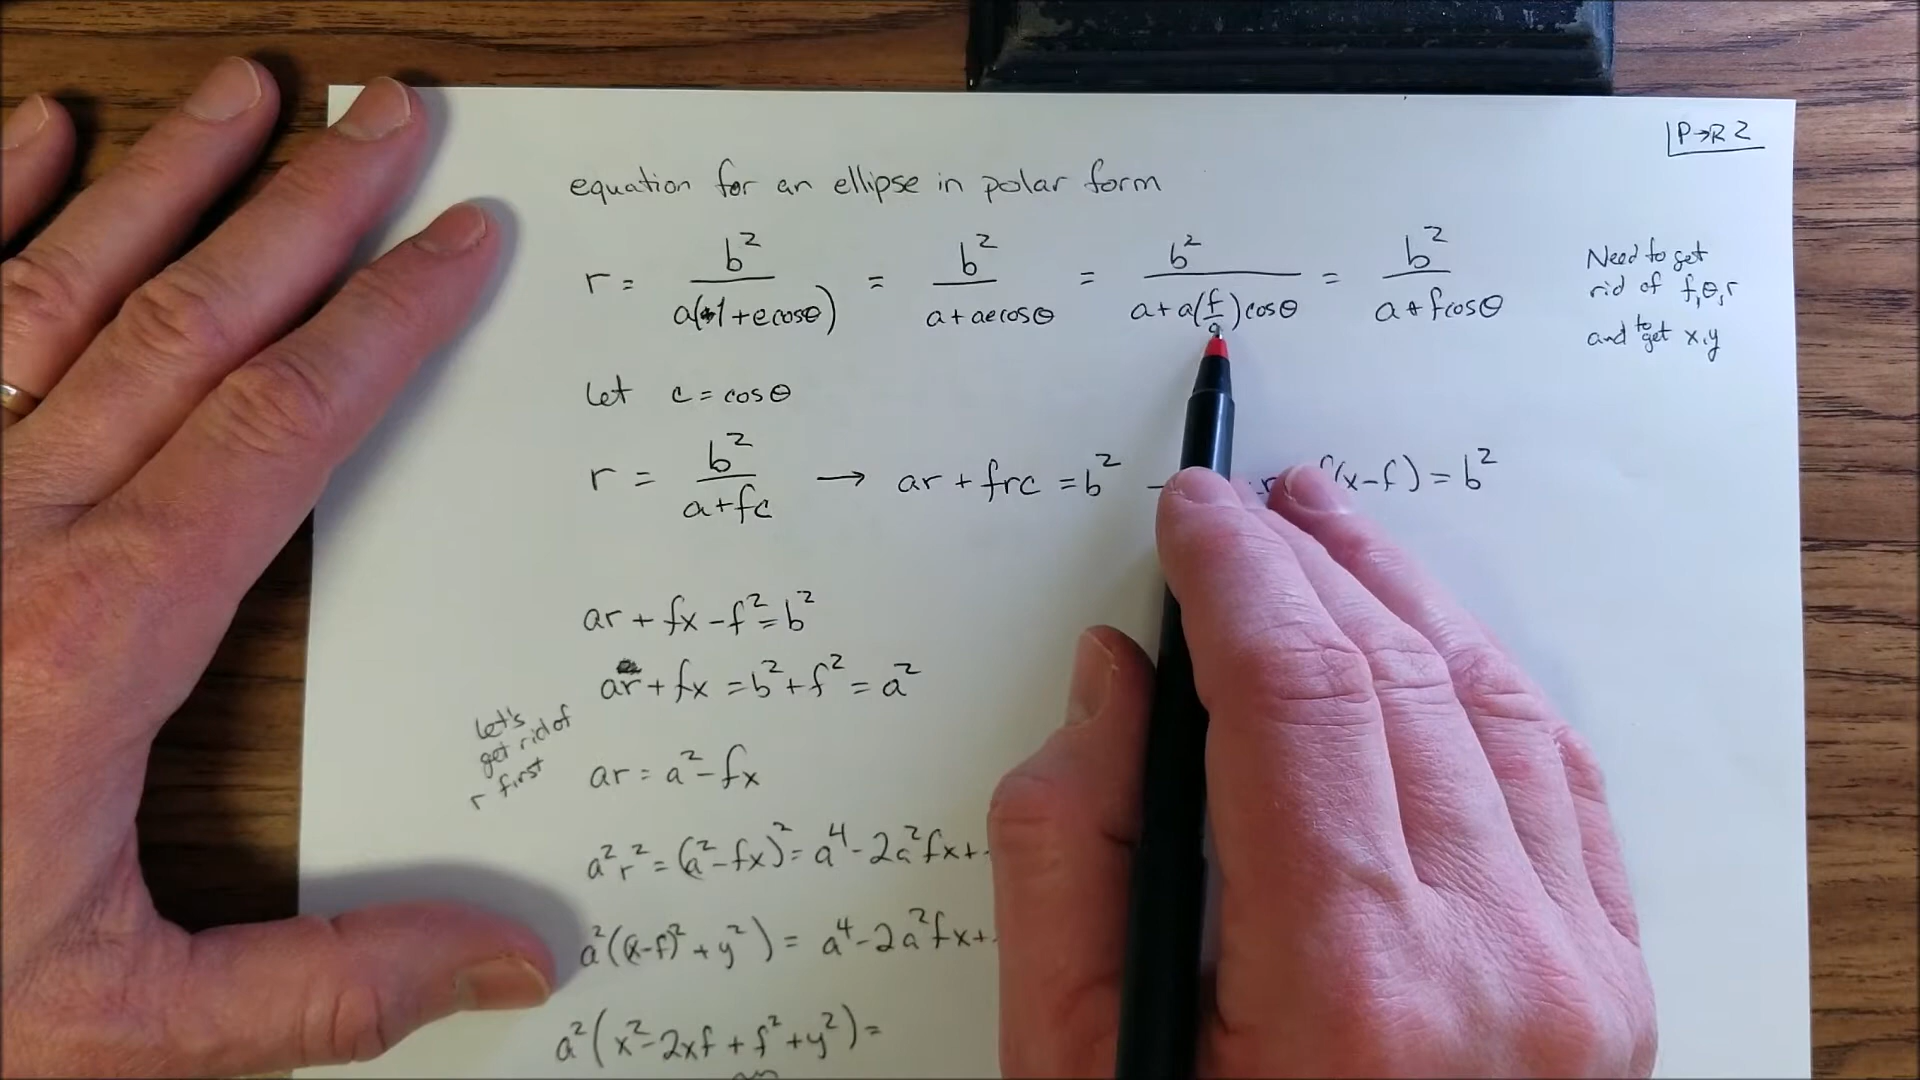 P→R 2
equation for an ellipse in polar form
r = b² / a(1+ecosθ) = b² / a+aecosθ = b² / a+a(f/a)cosθ = b² / a+fcosθ
Need to get
rid of f,θ,r
and to get x,y
Let c = cosθ
r = b² / a+fc → ar + frc = b² (x-f) = b²
ar + fx - f² = b²
ar + fx = b² + f² = a²
Let's
get rid of
r first
ar = a² - fx
a²r² = (a²-fx)² = a⁴ - 2a²fx +
a²((x-f)² + y²) = a⁴ - 2a²fx +
a²(x² - 2xf + f² + y²) =